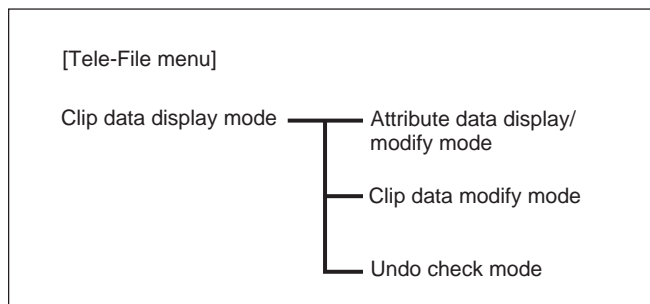 [Tele-File menu]
Clip data display mode
Attribute data display/
modify mode
Clip data modify mode
Undo check mode